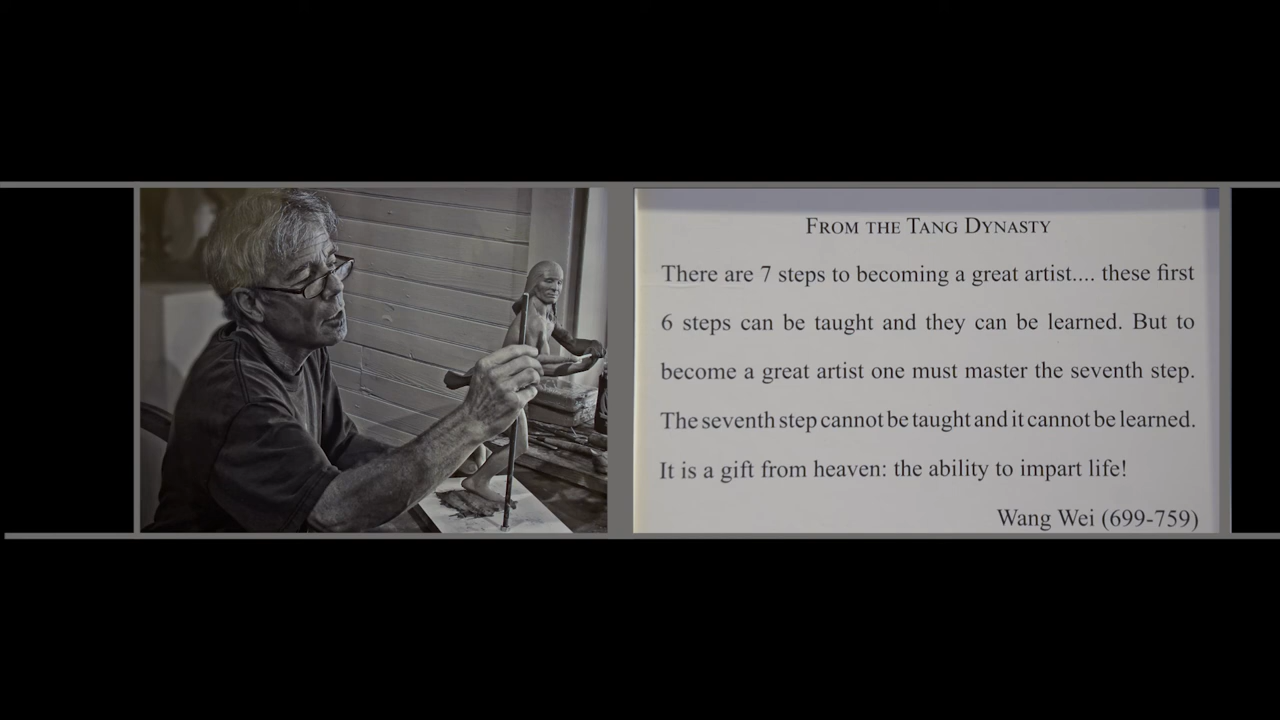 FROM THE TANG DYNASTY
There are 7 steps to becoming a great artist.... these first
6 steps can be taught and they can be learned. But to
become a great artist one must master the seventh step.
The seventh step cannot be taught and it cannot be learned.
It is a gift from heaven: the ability to impart life!
Wang Wei (699-759)